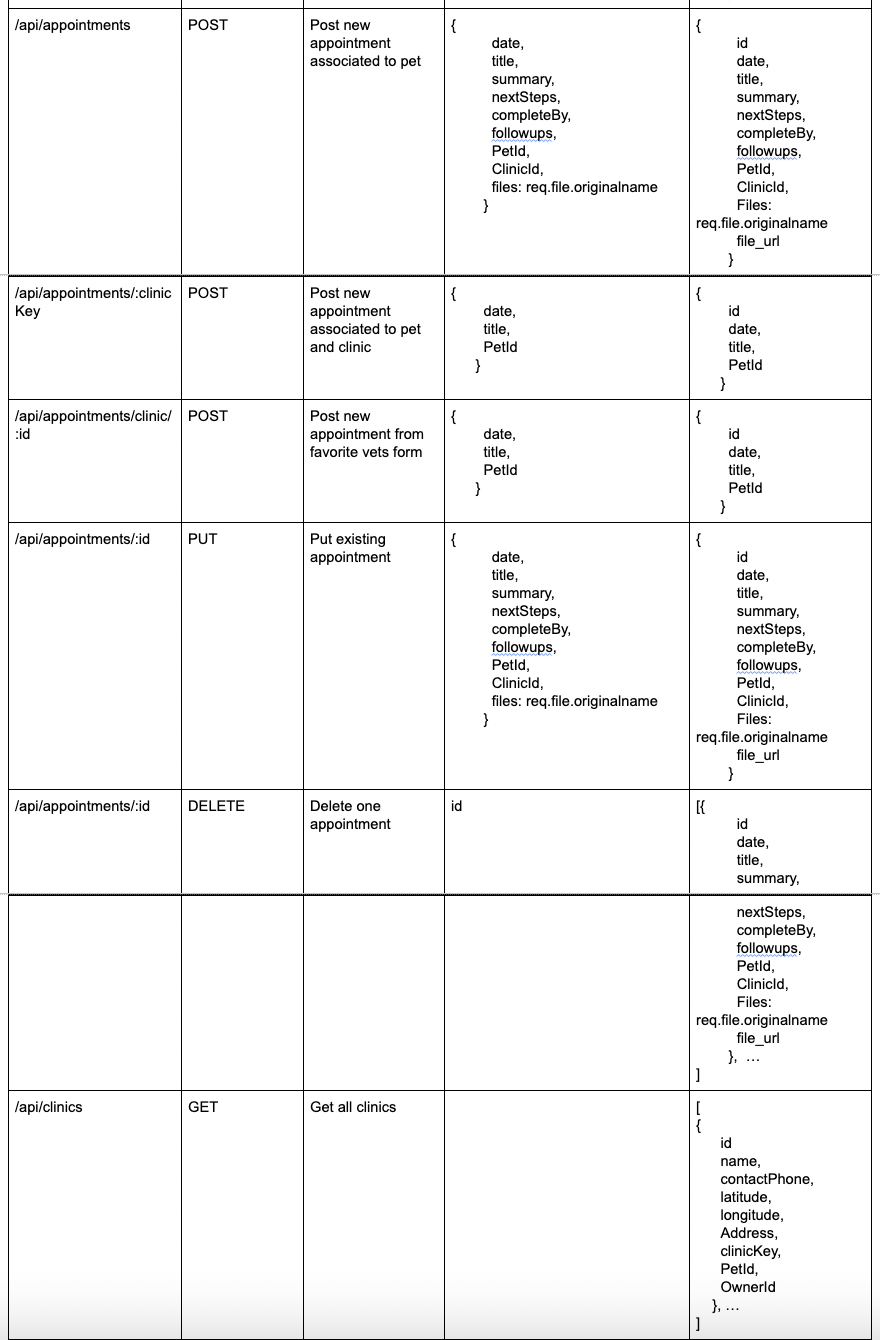 /api/appointments
POST
Post new
appointment
associated to pet
{
date,
title,
summary,
nextSteps,
completeBy,
followups,
PetId,
ClinicId,
files: req.file.originalname
}
{
id
date,
title,
summary,
nextSteps,
completeBy,
followups,
PetId,
ClinicId,
Files:
req.file.originalname
file_url
}
/api/appointments/:clinic
Key
POST
Post new
appointment
associated to pet
and clinic
{
date,
title,
PetId
}
{
id
date,
title,
PetId
}
/api/appointments/clinic/
:id
POST
Post new
appointment from
favorite vets form
{
date,
title,
PetId
}
{
id
date,
title,
PetId
}
/api/appointments/:id
PUT
Put existing
appointment
{
date,
title,
summary,
nextSteps,
completeBy,
followups,
PetId,
ClinicId,
files: req.file.originalname
}
{
id
date,
title,
summary,
nextSteps,
completeBy,
followups,
PetId,
ClinicId,
Files:
req.file.originalname
file_url
}
/api/appointments/:id
DELETE
Delete one
appointment
id
[{
id
date,
title,
summary,
nextSteps,
completeBy,
followups,
PetId,
ClinicId,
Files:
req.file.originalname
file_url
}, ...
]
/api/clinics
GET
Get all clinics
[
{
id
name,
contactPhone,
latitude,
longitude,
Address,
clinicKey,
PetId,
OwnerId
}, ...
]